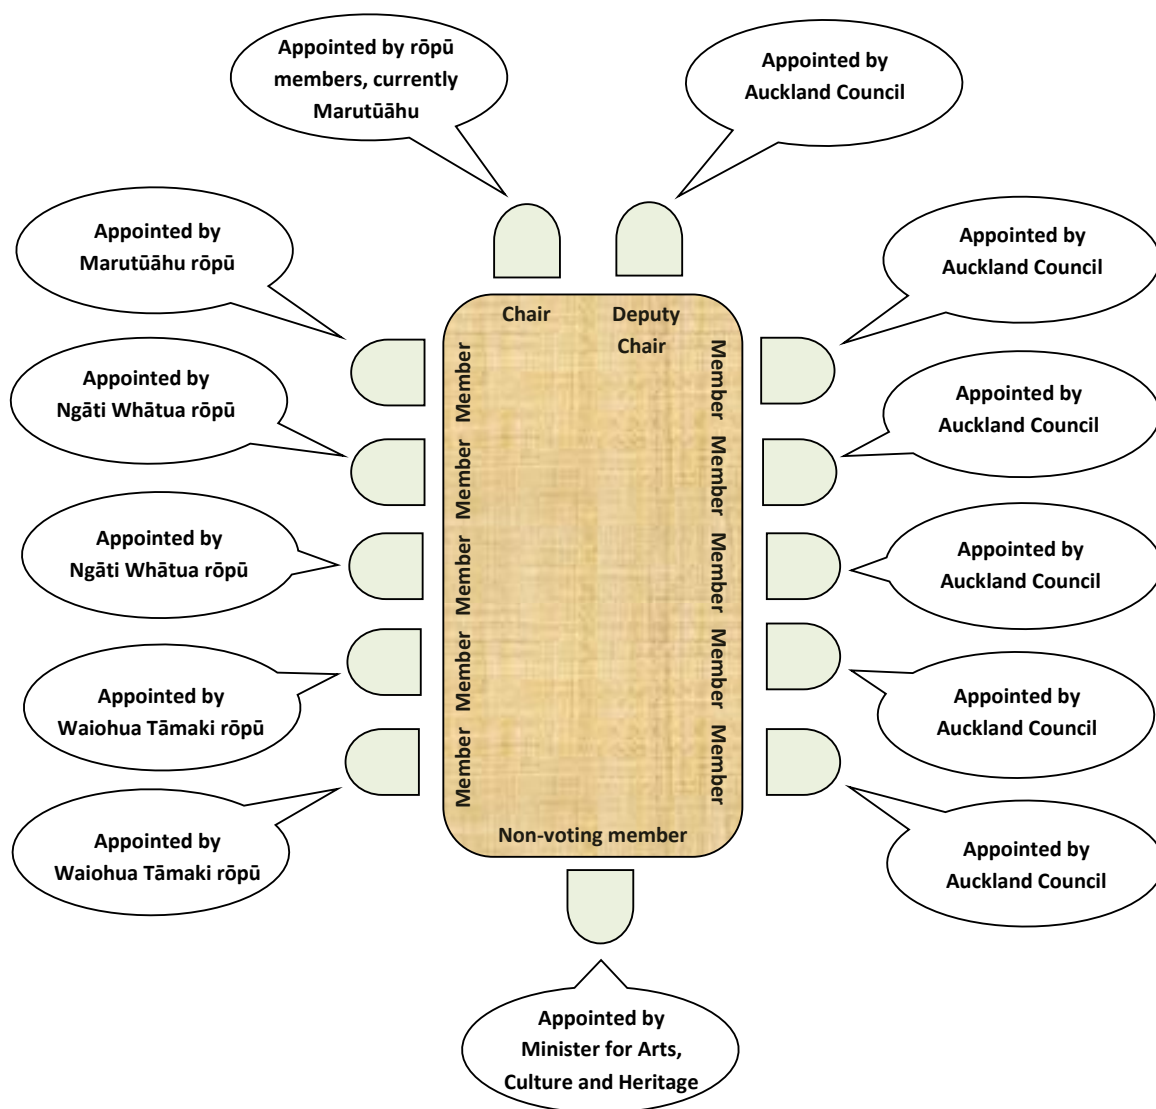 Appointed by rōpū
members, currently
Marutūāhu
Appointed by
Auckland Council
Appointed by
Marutūāhu rōpū
Appointed by
Auckland Council
Chair
Deputy
Chair
Member
Member
Appointed by
Ngāti Whātua rōpū
Appointed by
Auckland Council
Member
Member
Appointed by
Ngāti Whātua rōpū
Appointed by
Auckland Council
Member
Member
Appointed by
Waiohua Tāmaki rōpū
Appointed by
Auckland Council
Member
Member
Appointed by
Waiohua Tāmaki rōpū
Appointed by
Auckland Council
Member
Member
Non-voting member
Appointed by
Minister for Arts,
Culture and Heritage